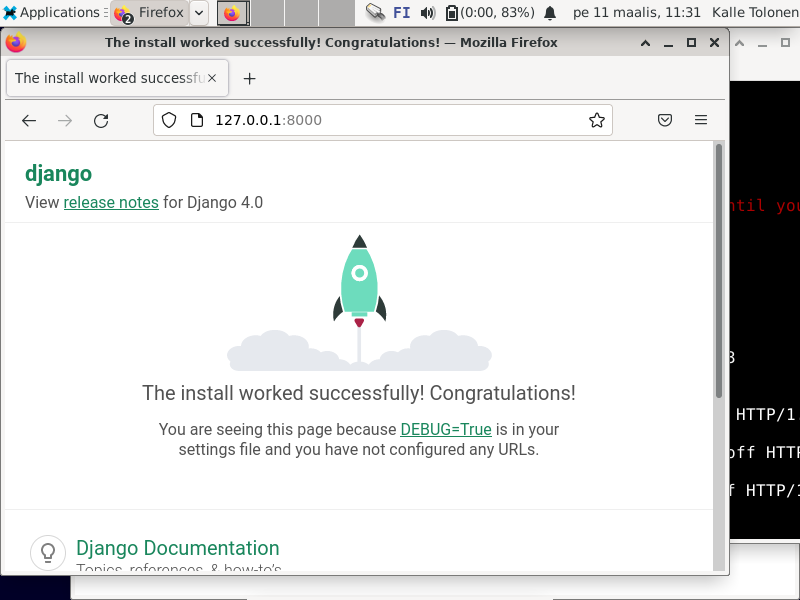 Applications
2 Firefox
FI
(0:00, 83%)
pe 11 maalis, 11:31
Kalle Tolonen
The install worked successfully! Congratulations! — Mozilla Firefox
The install worked successfu
127.0.0.1:8000
django
View release notes for Django 4.0
The install worked successfully! Congratulations!
You are seeing this page because DEBUG=True is in your
settings file and you have not configured any URLs.
Django Documentation
Topics, references, & how-to's
ntil you
HTTP/1.
off HTTP
f HTTP/1